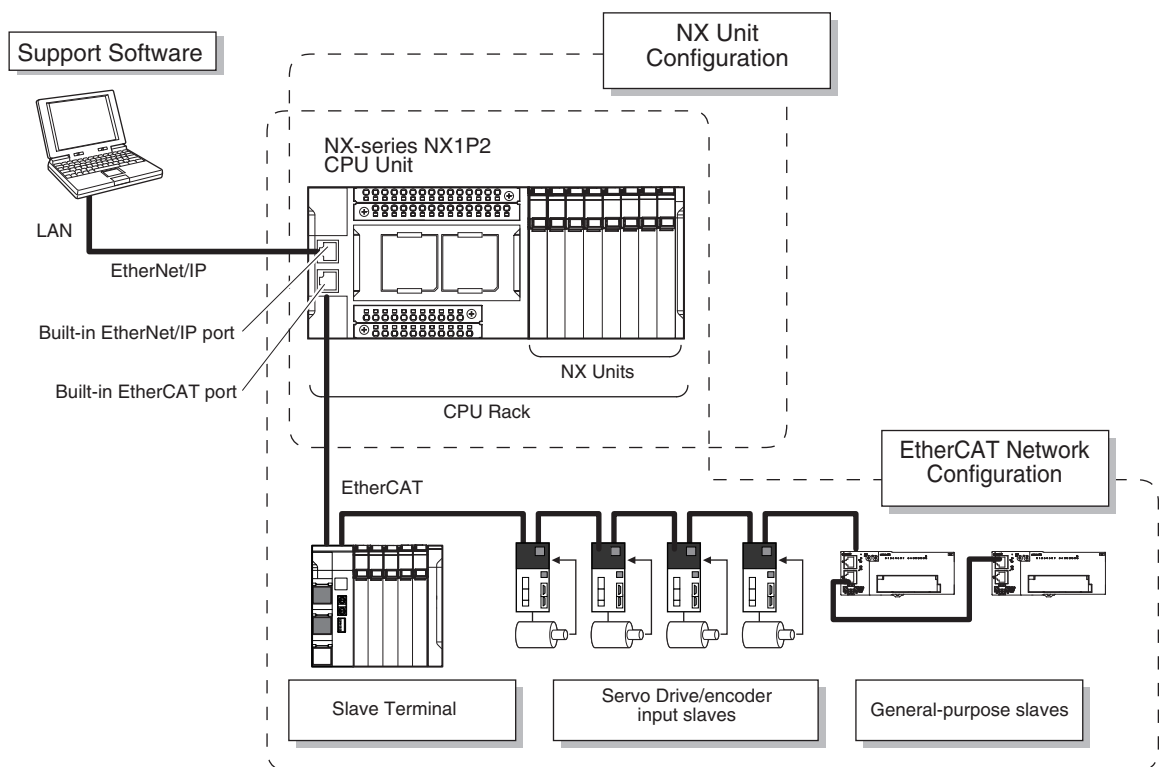 NX Unit
Configuration
Support Software
NX-series NX1P2
CPU Unit
LAN
EtherNet/IP
Built-in EtherNet/IP port
Built-in EtherCAT port
NX Units
CPU Rack
EtherCAT Network
Configuration
EtherCAT
Slave Terminal
Servo Drive/encoder
input slaves
General-purpose slaves